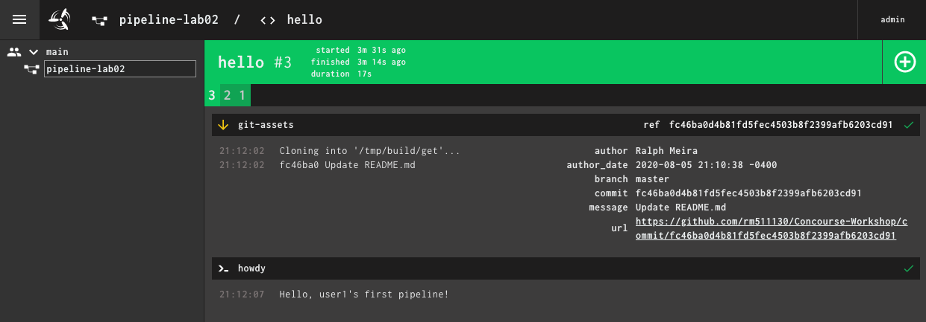 pipeline-lab02 / hello admin
main
pipeline-lab02
hello #3
started 3m 31s ago
finished 3m 14s ago
duration 17s
3 2 1
git-assets ref fc46ba0d4b81fd5fec4503b8f2399afb6203cd91
21:12:02 Cloning into '/tmp/build/get'...
21:12:02 fc46ba0 Update README.md
author Ralph Meira
author_date 2020-08-05 21:10:38 -0400
branch master
commit fc46ba0d4b81fd5fec4503b8f2399afb6203cd91
message Update README.md
url https://github.com/rm511130/Concourse-Workshop/c
ommit/fc46ba0d4b81fd5fec4503b8f2399afb6203cd91
howdy
21:12:07 Hello, user1's first pipeline!